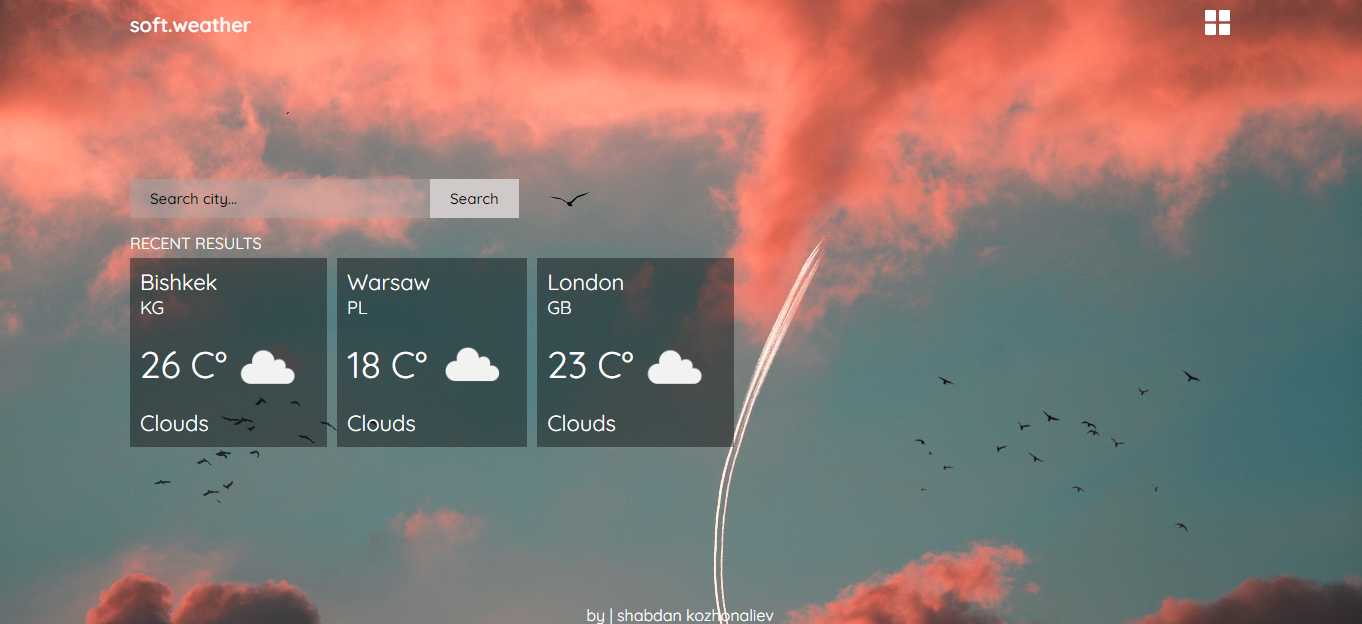 soft.weather
Search city...
Search
RECENT RESULTS
Bishkek
KG
26 C°
Clouds
Warsaw
PL
18 C°
Clouds
London
GB
23 C°
Clouds
by | shabdan kozhonaliev